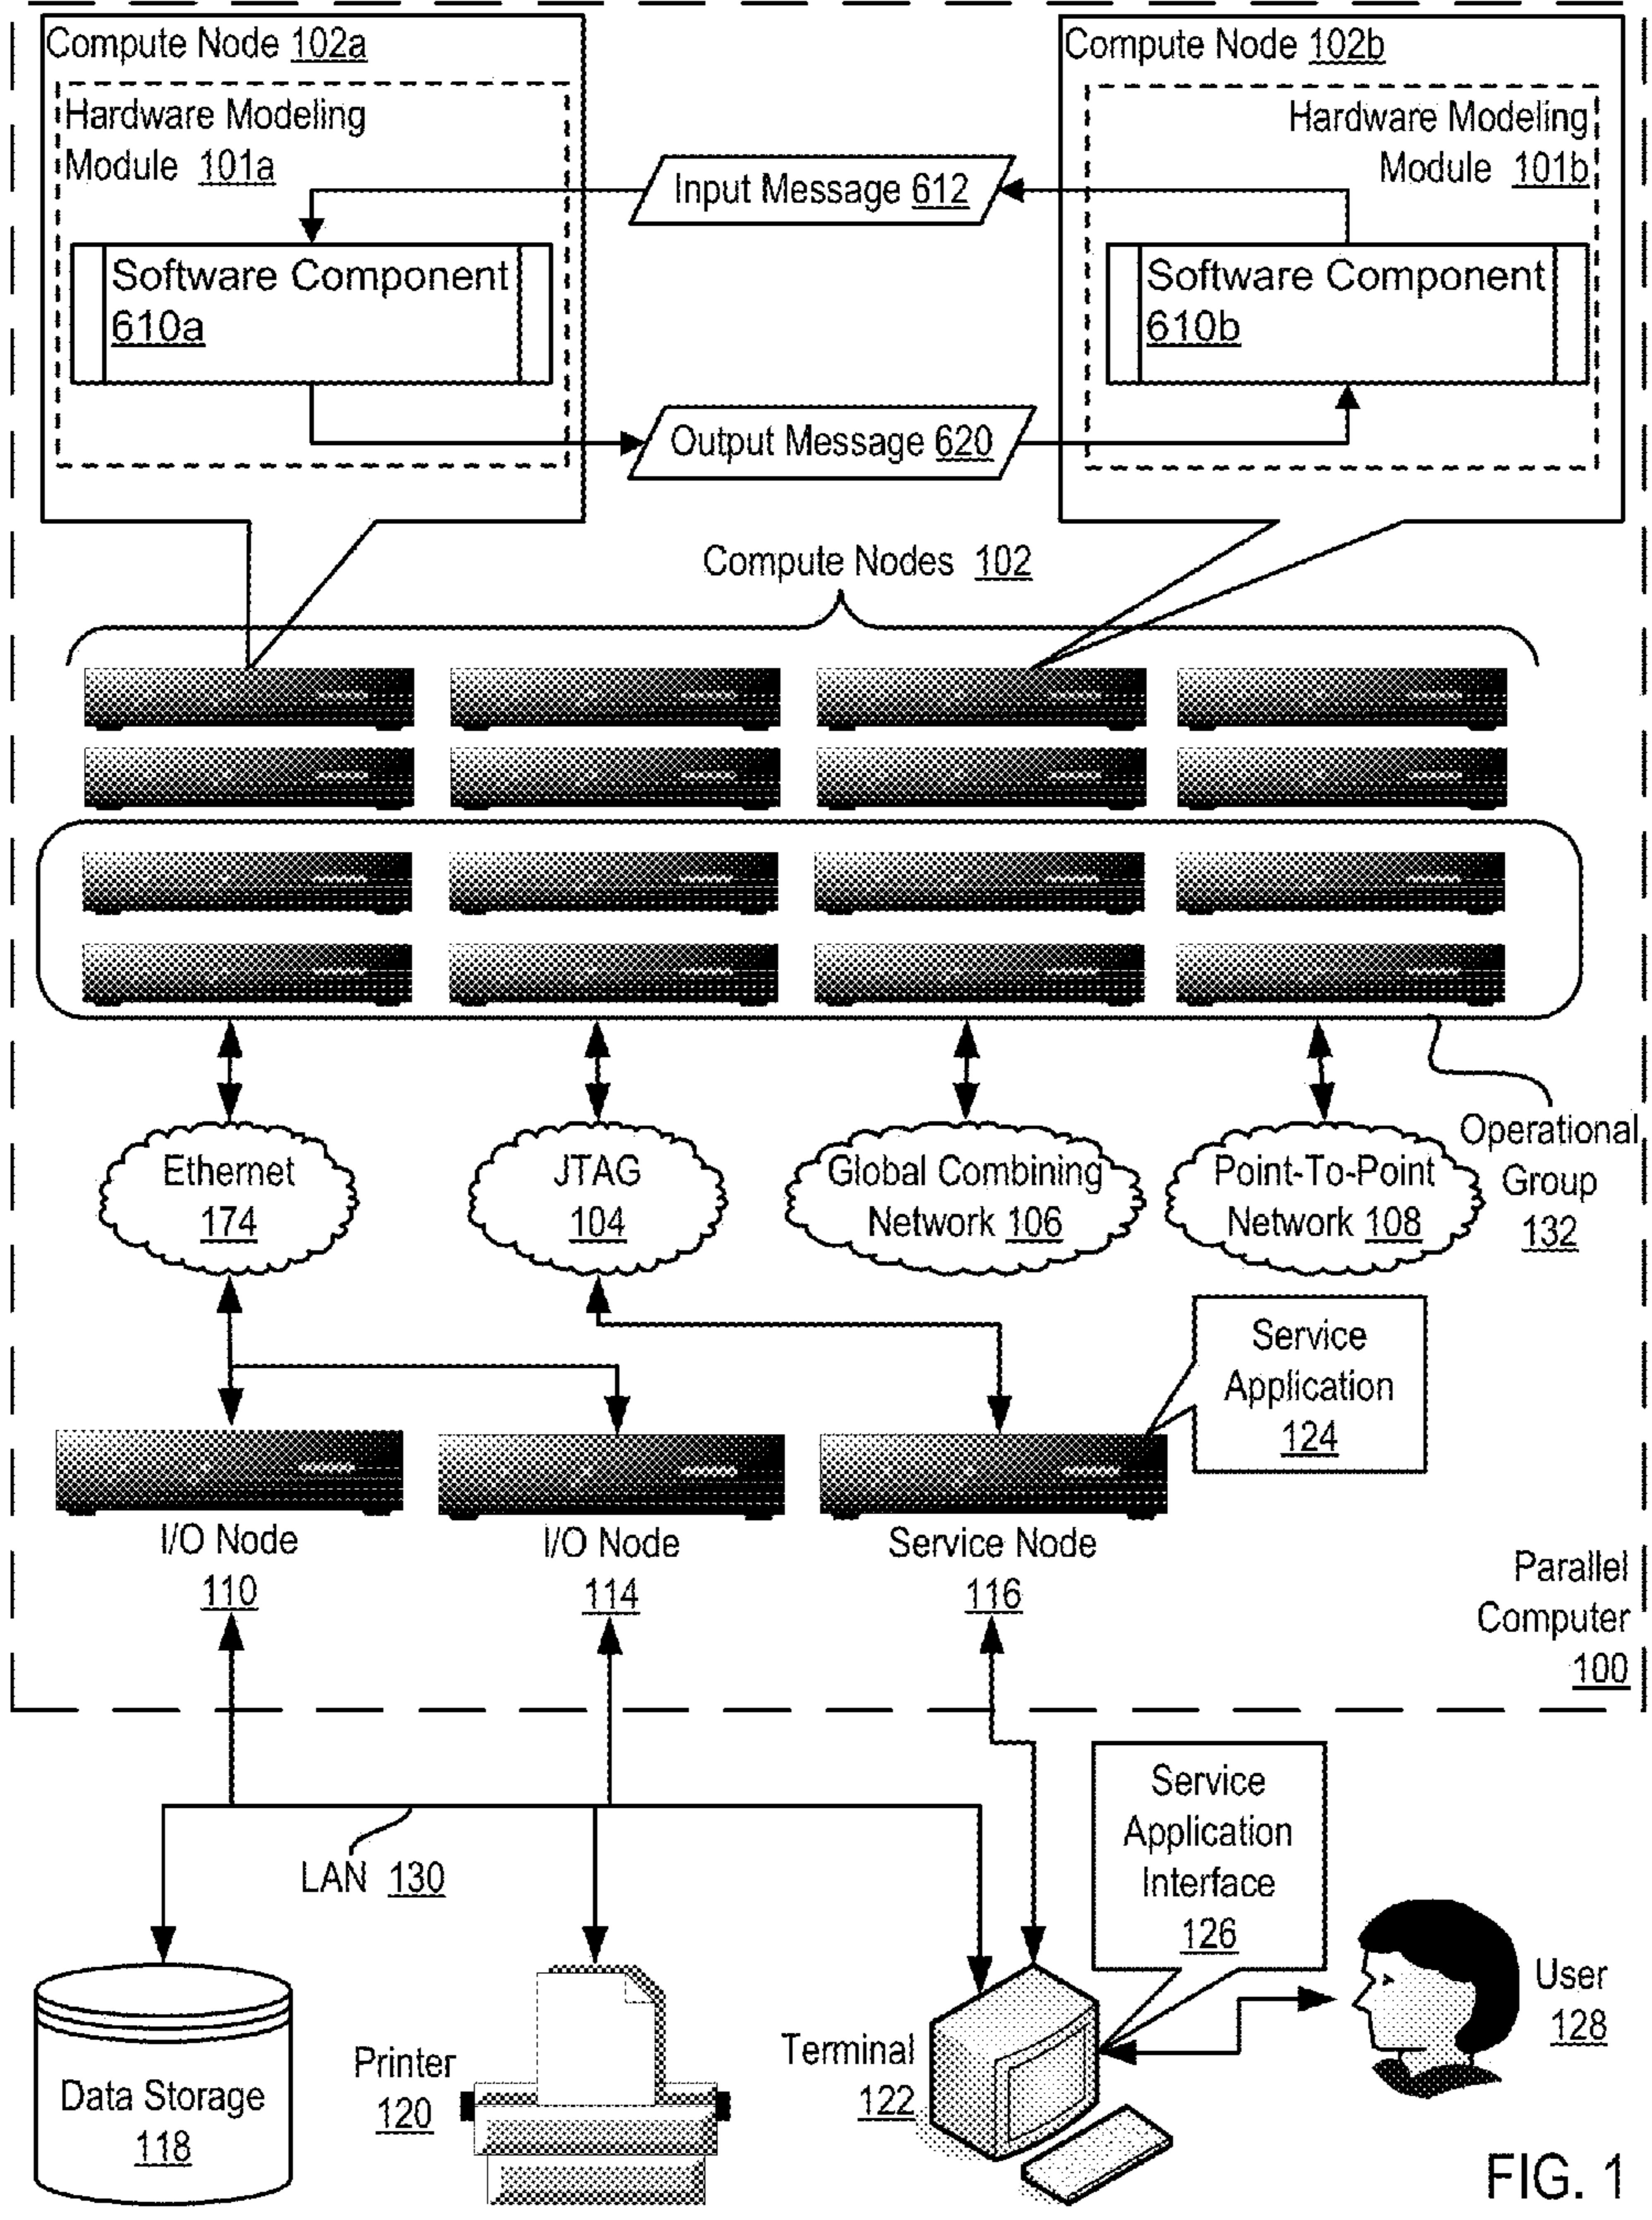 Compute Node 102a
Hardware Modeling
Module 101a
Software Component
610a
Input Message 612
Output Message 620
Compute Node 102b
Hardware Modeling
Module 101b
Software Component
610b
Compute Nodes 102
Ethernet
174
JTAG
104
Global Combining
Network 106
Point-To-Point
Network 108
Operational
Group
132
Service
Application
124
I/O Node
110
I/O Node
114
Service Node
116
Parallel
Computer
100
LAN 130
Service
Application
Interface
126
Data Storage
118
Printer
120
Terminal
122
User
128
FIG. 1